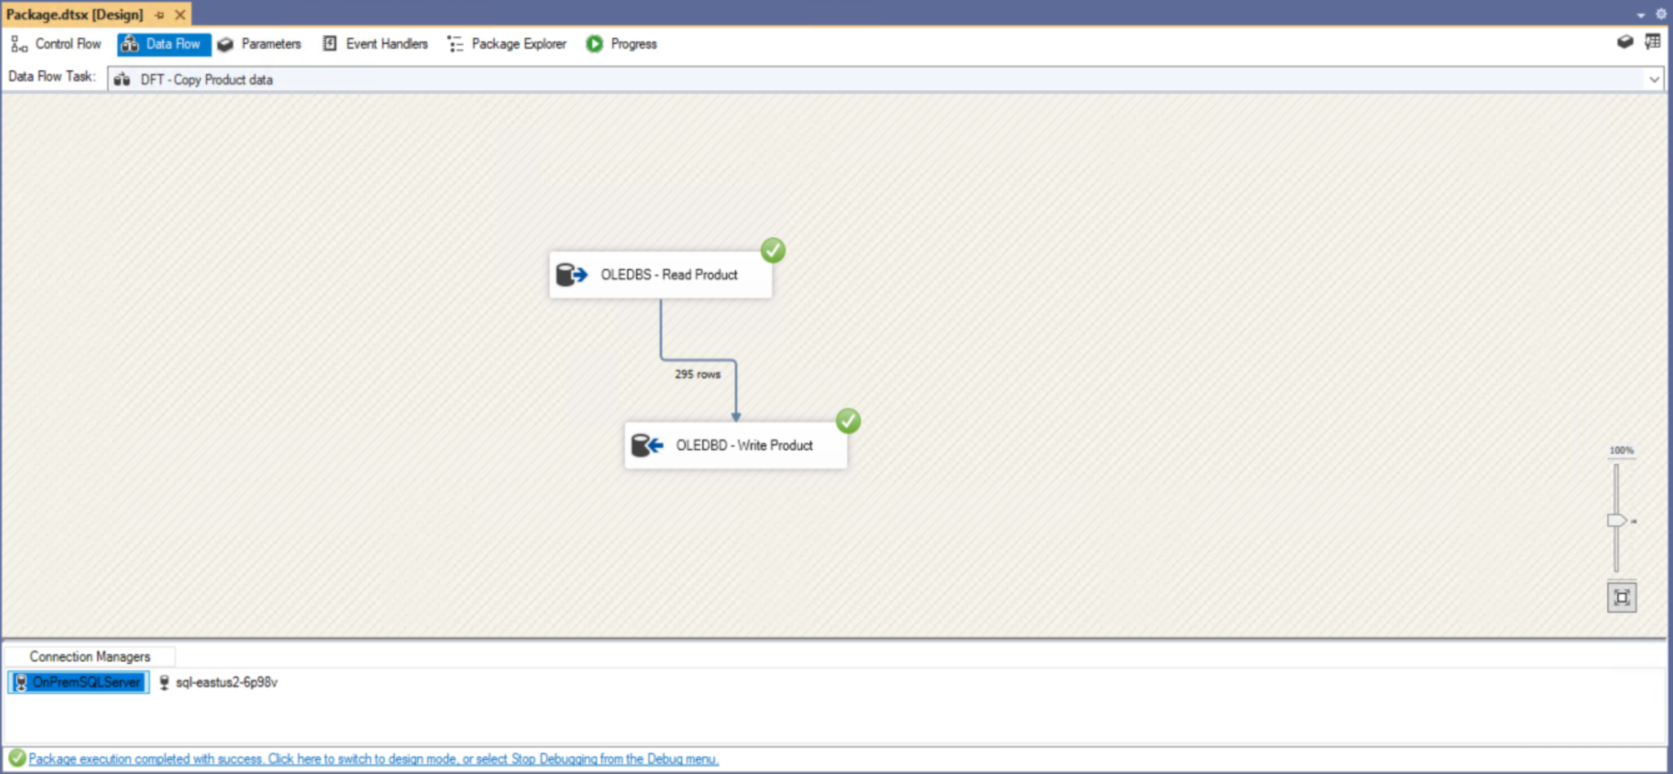 Package.dtsx [Design]
Control Flow Data Flow Parameters Event Handlers Package Explorer Progress
Data Flow Task: DFT - Copy Product data
OLEDBS - Read Product
295 rows
OLEDBD - Write Product
100%
Connection Managers
OnPremSQLServer sql-eastus2-6p98v
Package execution completed with success. Click here to switch to design mode, or select Stop Debugging from the Debug menu.